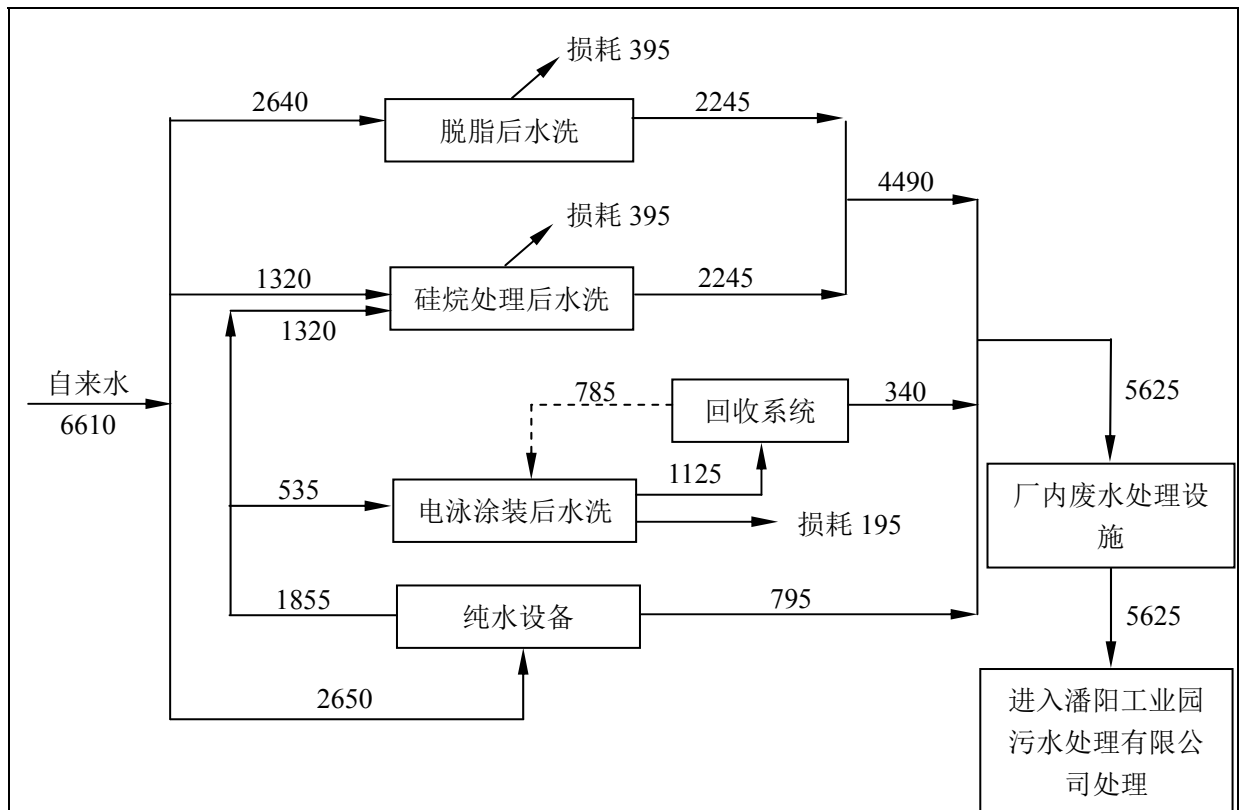 损耗 395
2640
脱脂后水洗
2245
4490
损耗 395
1320
硅烷处理后水洗
2245
1320
自来水
6610
785
回收系统
340
5625
1125
535
电泳涂装后水洗
损耗 195
厂内废水处理设
施
1855
纯水设备
795
5625
2650
进入潘阳工业园
污水处理有限公
司处理